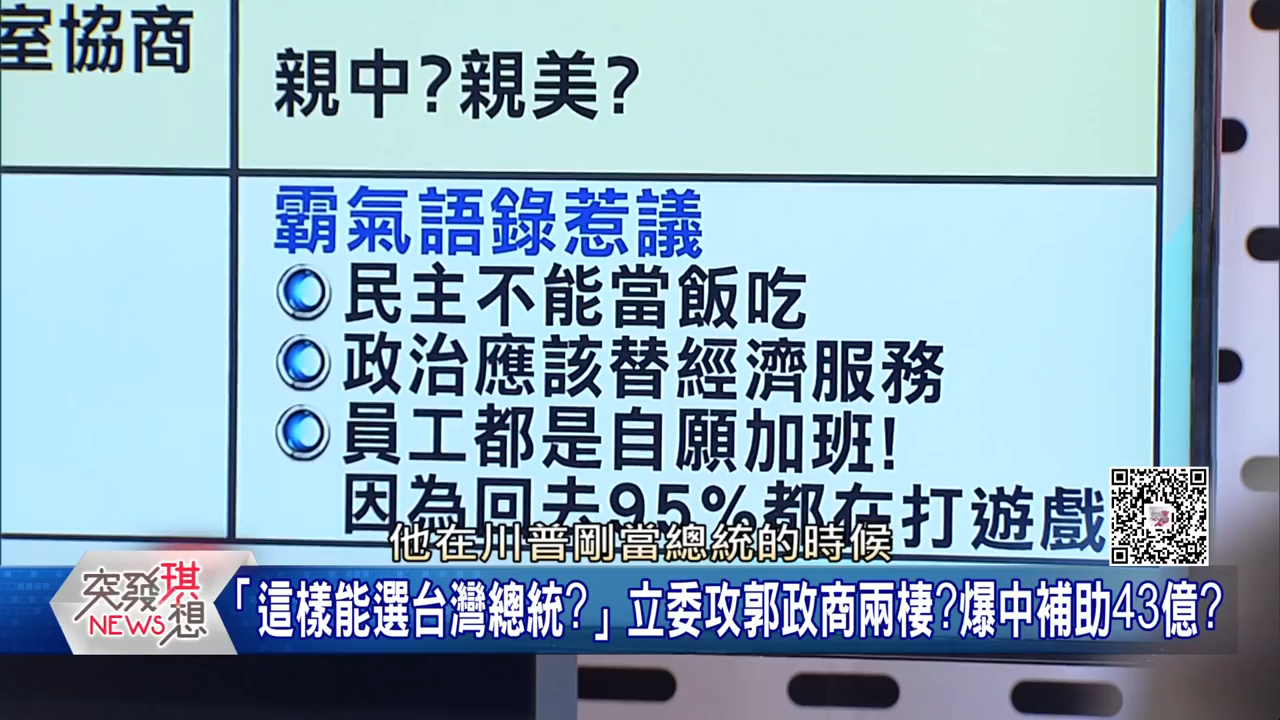 室協商
親中?親美?
霸氣語錄惹議
民主不能當飯吃
政治應該替經濟服務
員工都是自願加班!
因為回去95%都在打遊戲
他在川普剛當總統的時候
突發琪想
NEWS
「這樣能選台灣總統?」立委攻郭政商兩棲?爆中補助43億?